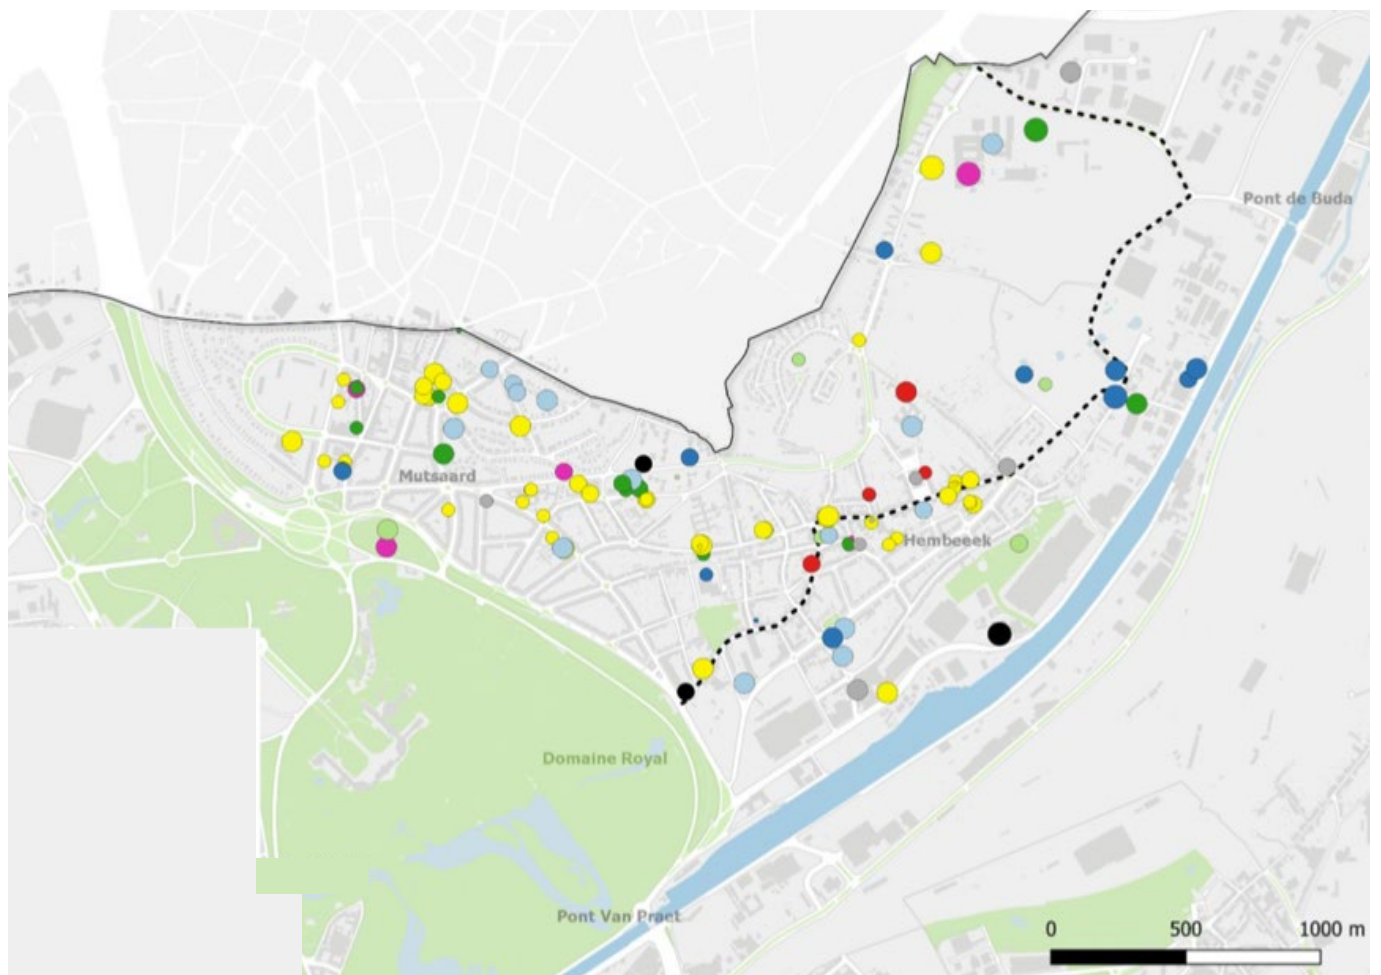 Pont de Buda
Mutsaard
Hembeeek
Domaine Royal
Pont Van Praet
0 500 1000 m